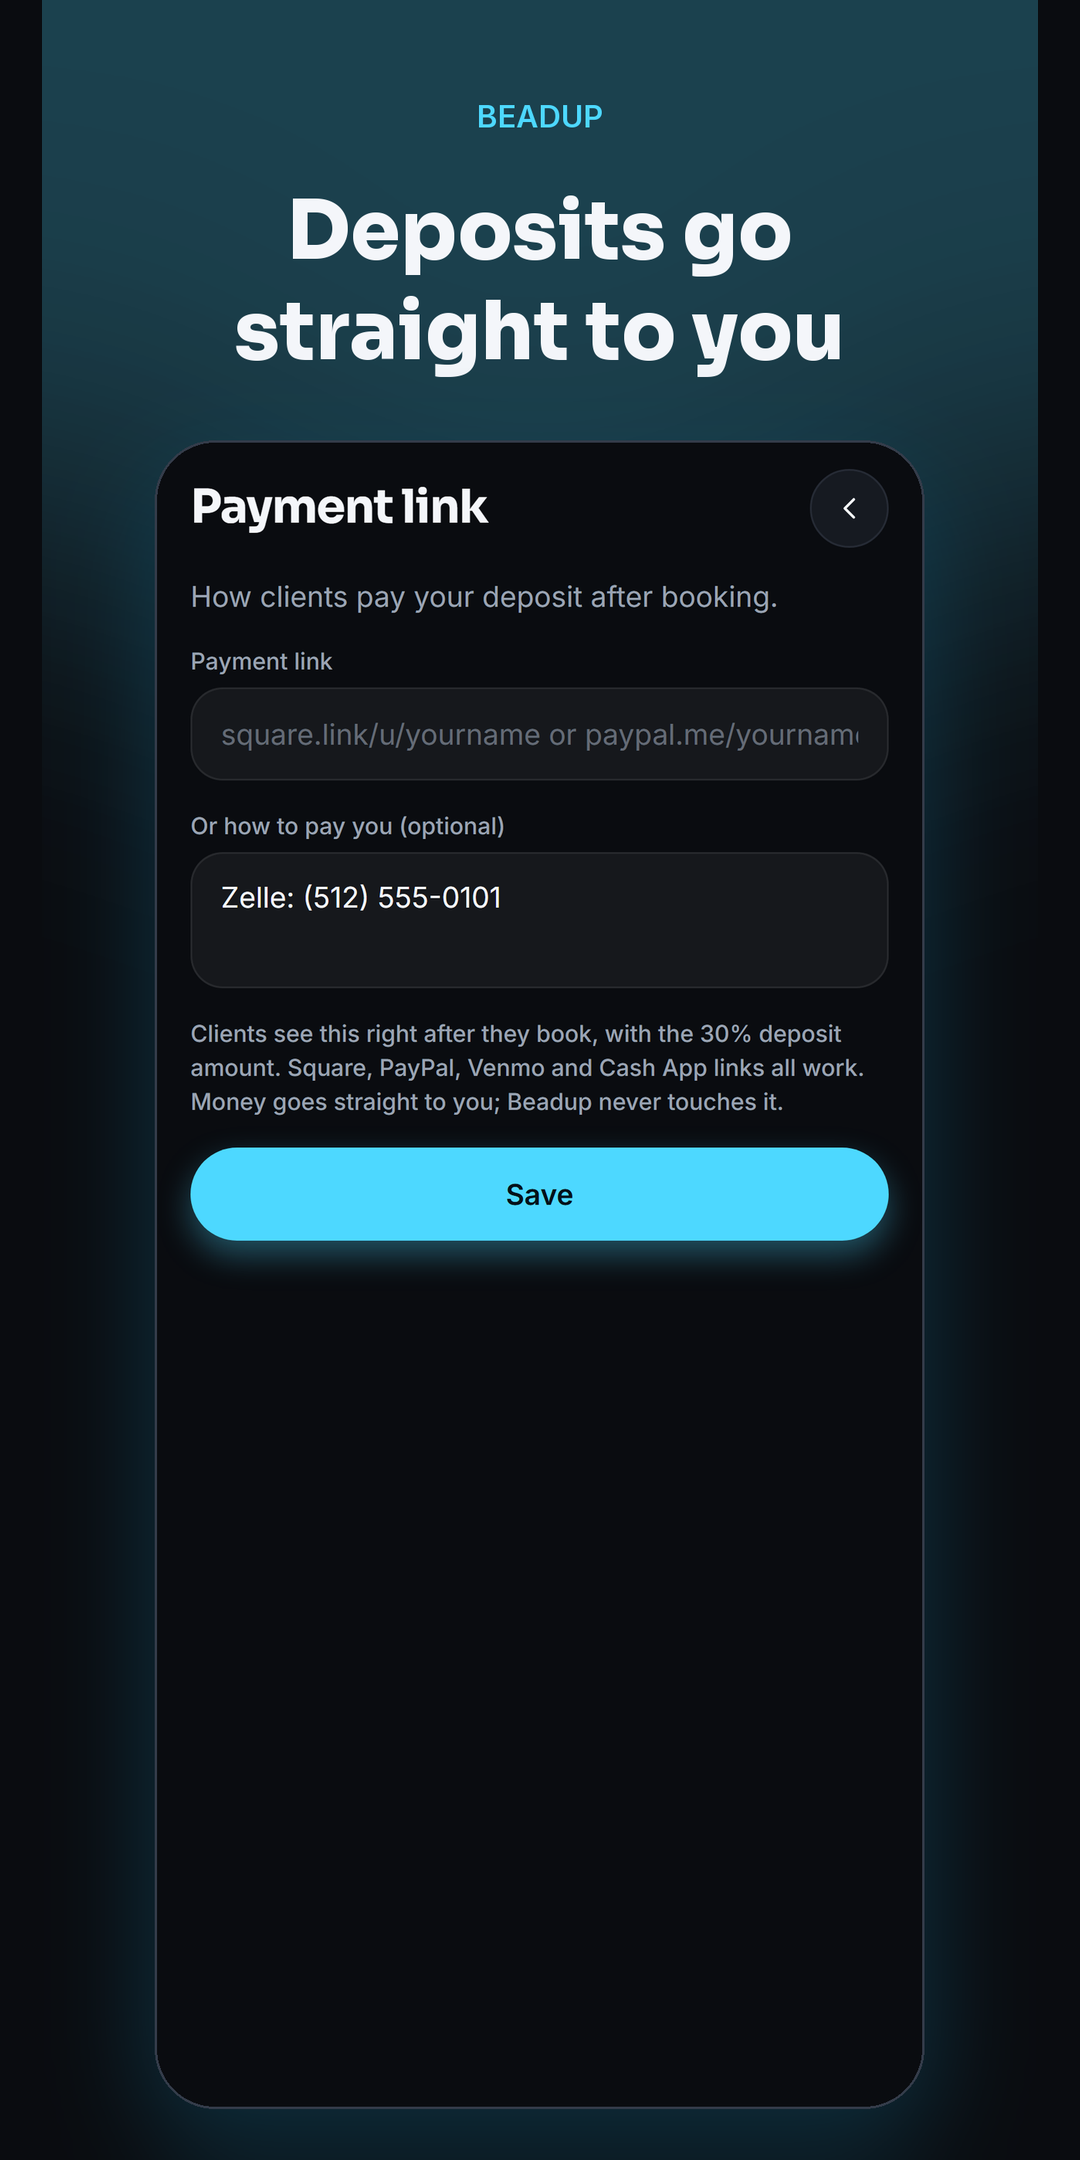 BEADUP
Deposits go
straight to you
Payment link
How clients pay your deposit after booking.
Payment link
square.link/u/yourname or paypal.me/yournam
Or how to pay you (optional)
Zelle: (512) 555-0101
Clients see this right after they book, with the 30% deposit
amount. Square, PayPal, Venmo and Cash App links all work.
Money goes straight to you; Beadup never touches it.
Save